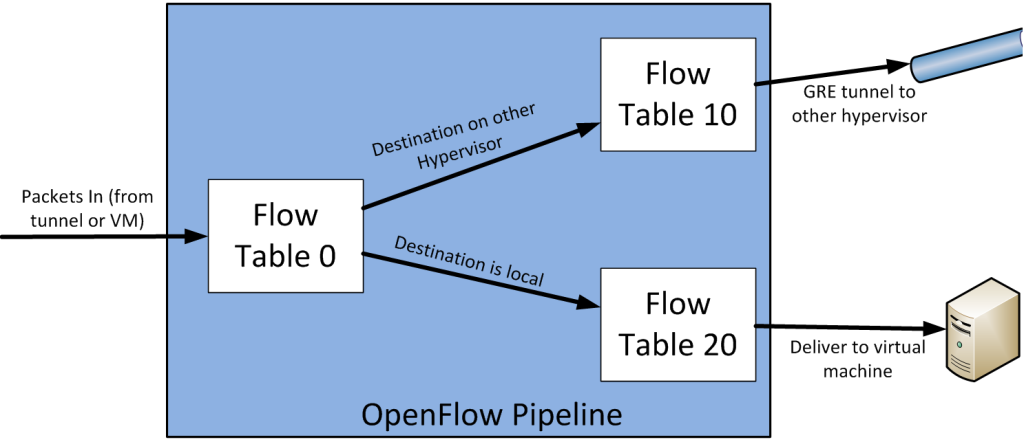 Packets In (from
tunnel or VM)
Flow
Table 0
Destination on other
Hypervisor
Destination is local
Flow
Table 10
Flow
Table 20
GRE tunnel to
other hypervisor
Deliver to virtual
machine
OpenFlow Pipeline